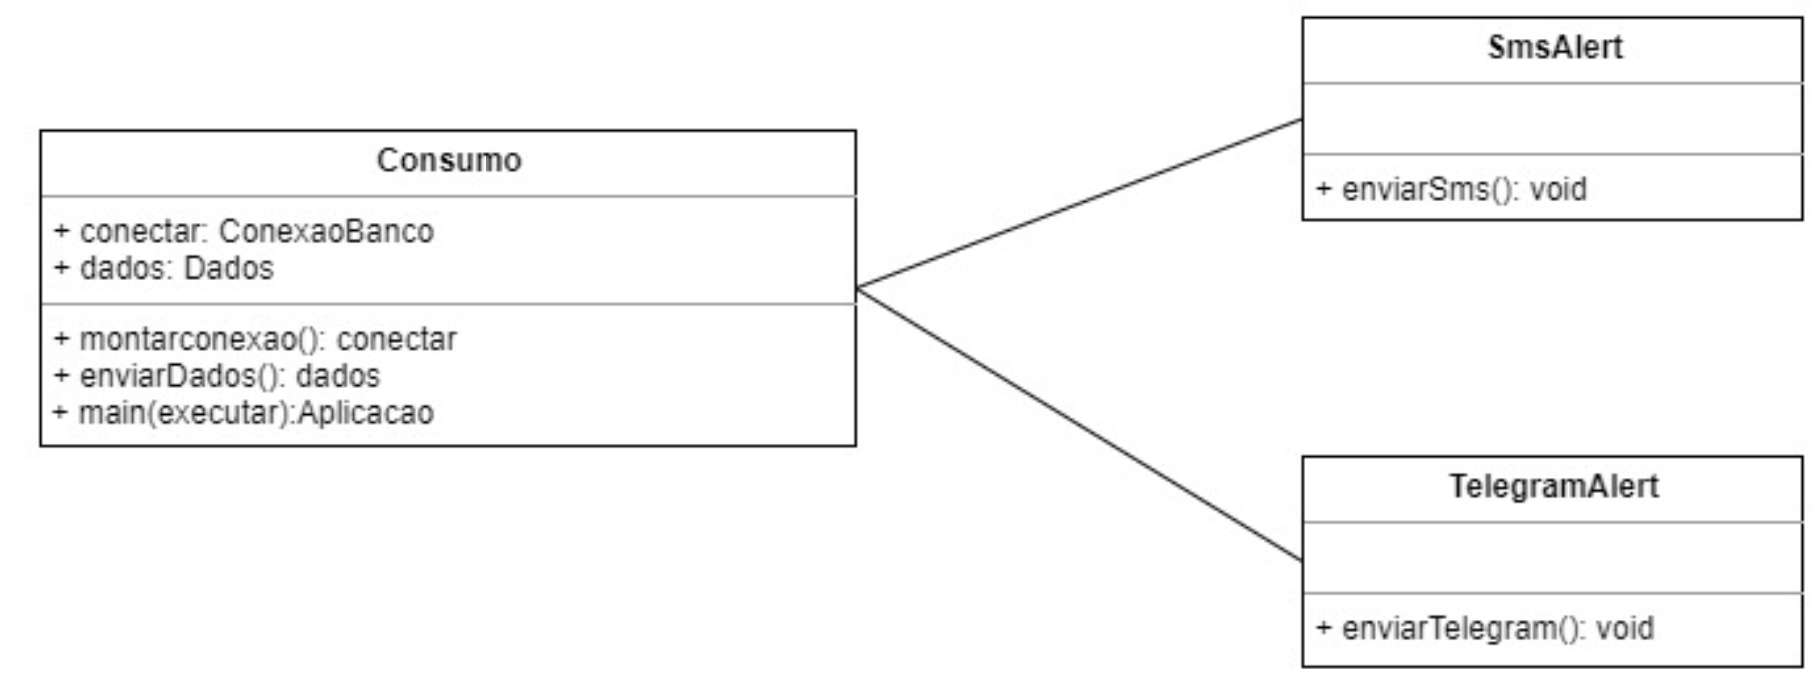 Consumo
+ conectar: ConexaoBanco
+ dados: Dados
+ montarconexao(): conectar
+ enviarDados(): dados
+ main(executar):Aplicacao
SmsAlert
+ enviarSms(): void
TelegramAlert
+ enviarTelegram(): void